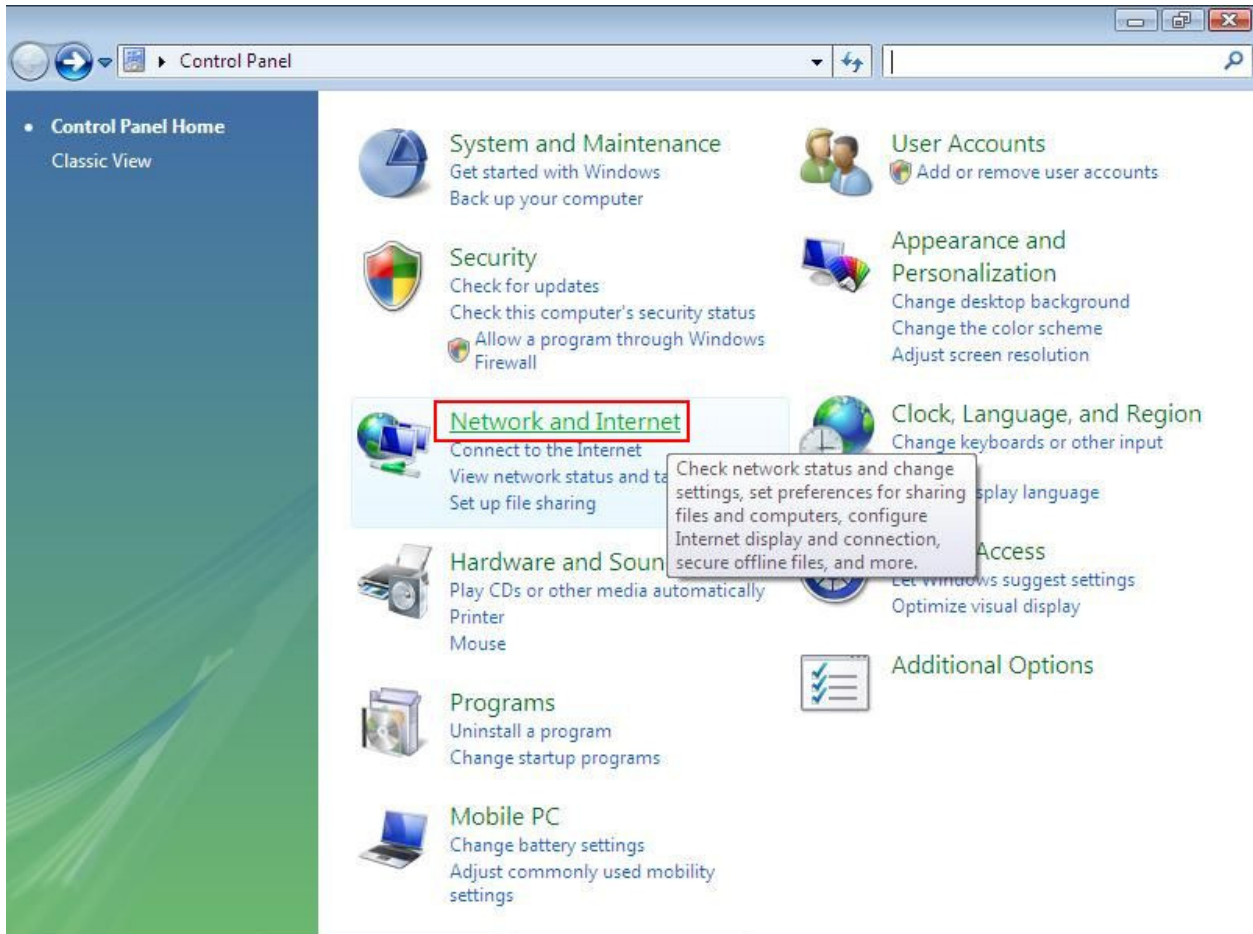 Control Panel
Control Panel Home
Classic View
System and Maintenance
Get started with Windows
Back up your computer
Security
Check for updates
Check this computer's security status
Allow a program through Windows
Firewall
Network and Internet
Connect to the Internet
View network status and
Set up file sharing
Check network status and change
settings, set preferences for sharing
files and computers, configure
Internet display and connection,
secure offline files, and more.
Hardware and
Play CDs or other media automatically
Printer
Mouse
Programs
Uninstall a program
Change startup programs
Mobile PC
Change battery settings
Adjust commonly used mobility
settings
User Accounts
Add or remove user accounts
Appearance and
Personalization
Change desktop background
Change the color scheme
Adjust screen resolution
Clock, Language, and Region
Change keyboards or other input
language
Access
Let Windows suggest settings
Optimize visual display
Additional Options